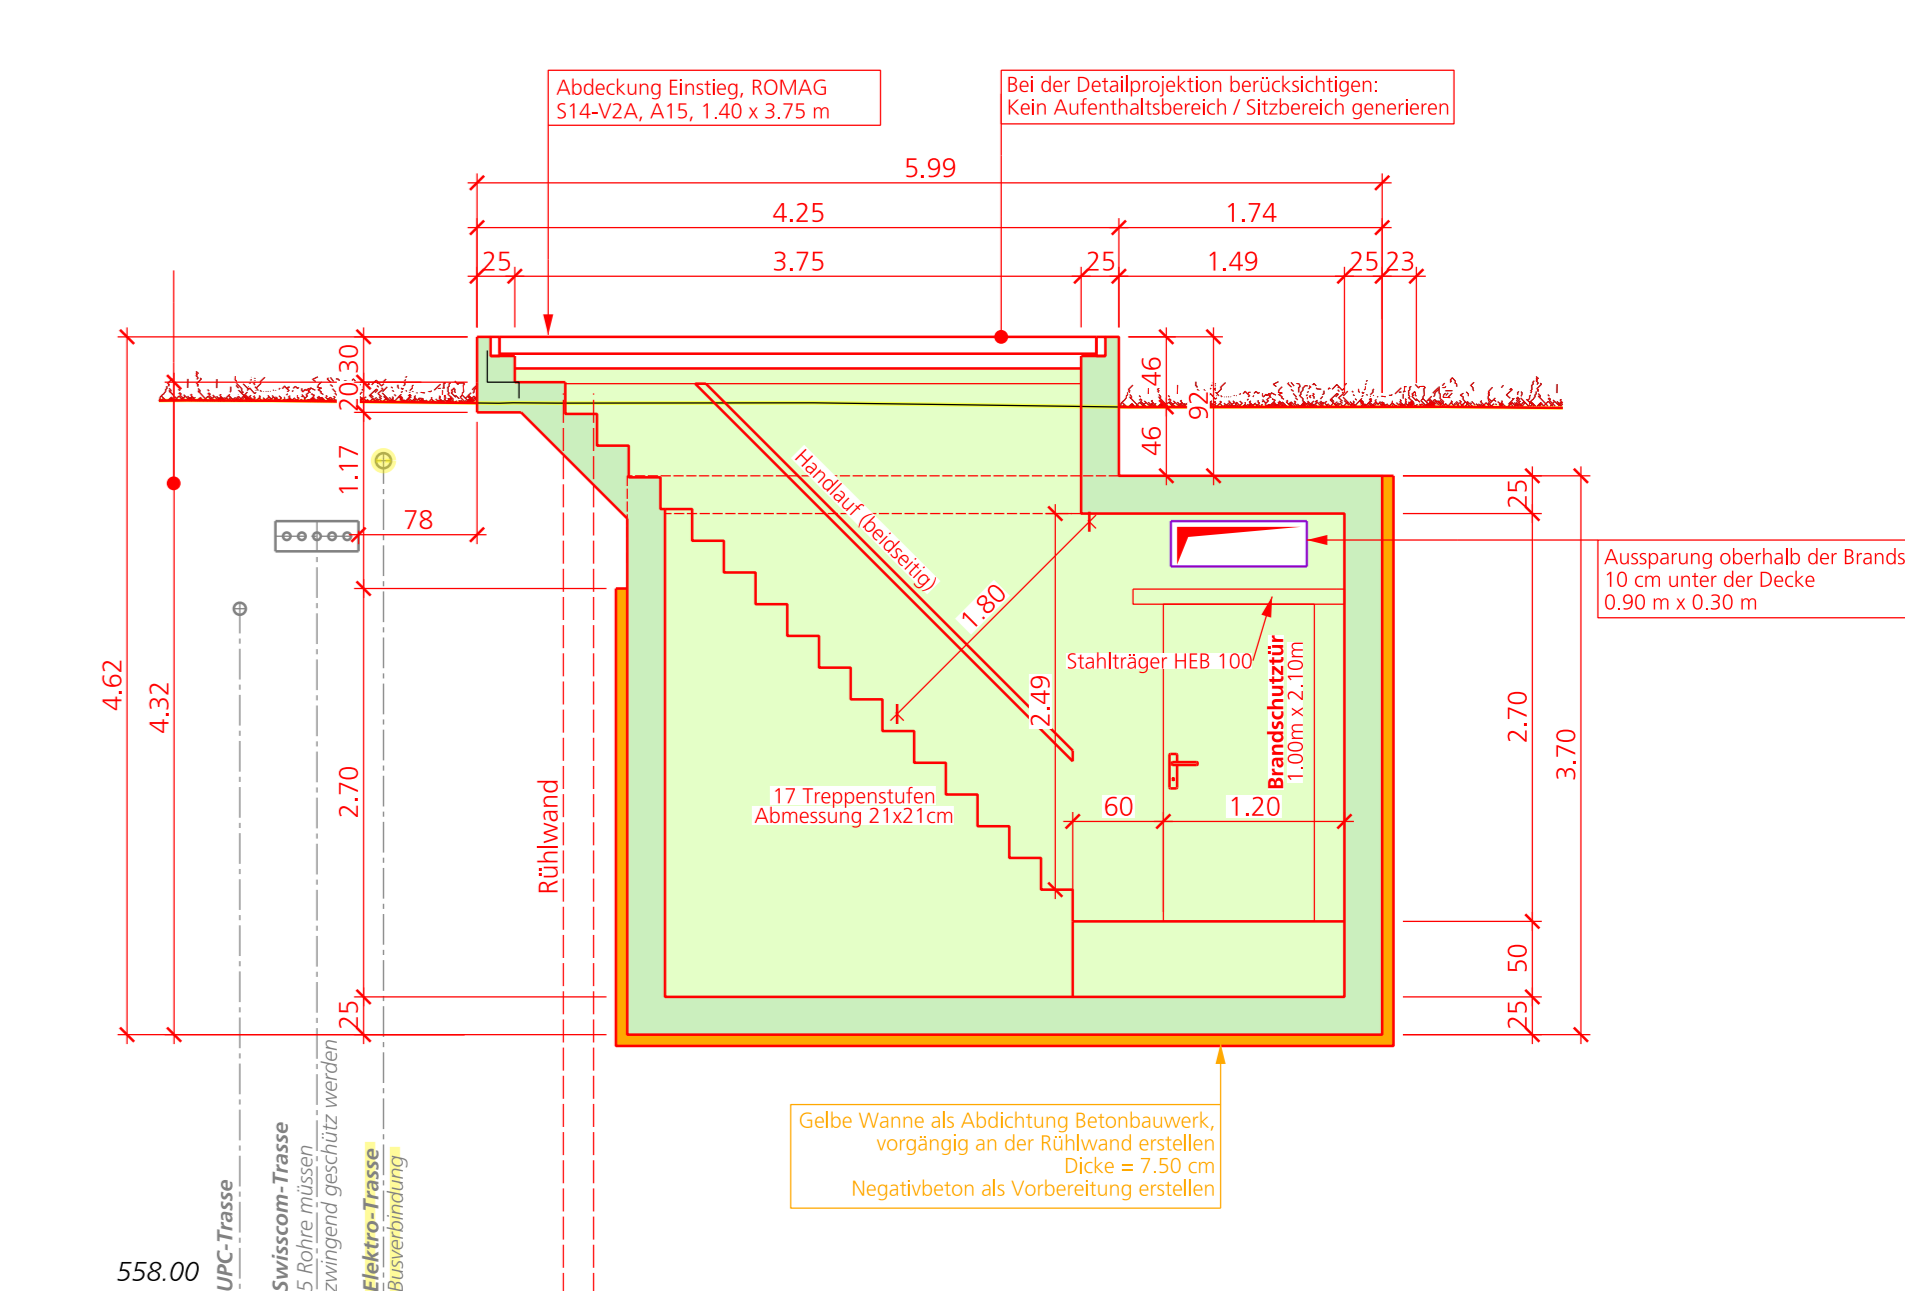 Abdeckung Einstieg, ROMAG
S14-V2A, A15, 1.40 x 3.75 m
Bei der Detailprojektion berücksichtigen:
Kein Aufenthaltsbereich / Sitzbereich generieren
5.99
4.25
1.74
25
3.75
25
1.49
25
23
30
20
1.17
78
4.62
4.32
2.70
25
46
92
46
25
2.70
3.70
50
25
Handlauf (beidseitig)
1.80
2.49
Aussparung oberhalb der Brands
10 cm unter der Decke
0.90 m x 0.30 m
Stahlträger HEB 100
Brandschutztür
1.00m x 2.10m
60
1.20
17 Treppenstufen
Abmessung 21x21cm
Rühlwand
Gelbe Wanne als Abdichtung Betonbauwerk,
vorgängig an der Rühlwand erstellen
Dicke = 7.50 cm
Negativbeton als Vorbereitung erstellen
558.00
UPC-Trasse
Swisscom-Trasse
5 Rohre müssen
zwingend geschütz werden
Elektro-Trasse
Busverbindung